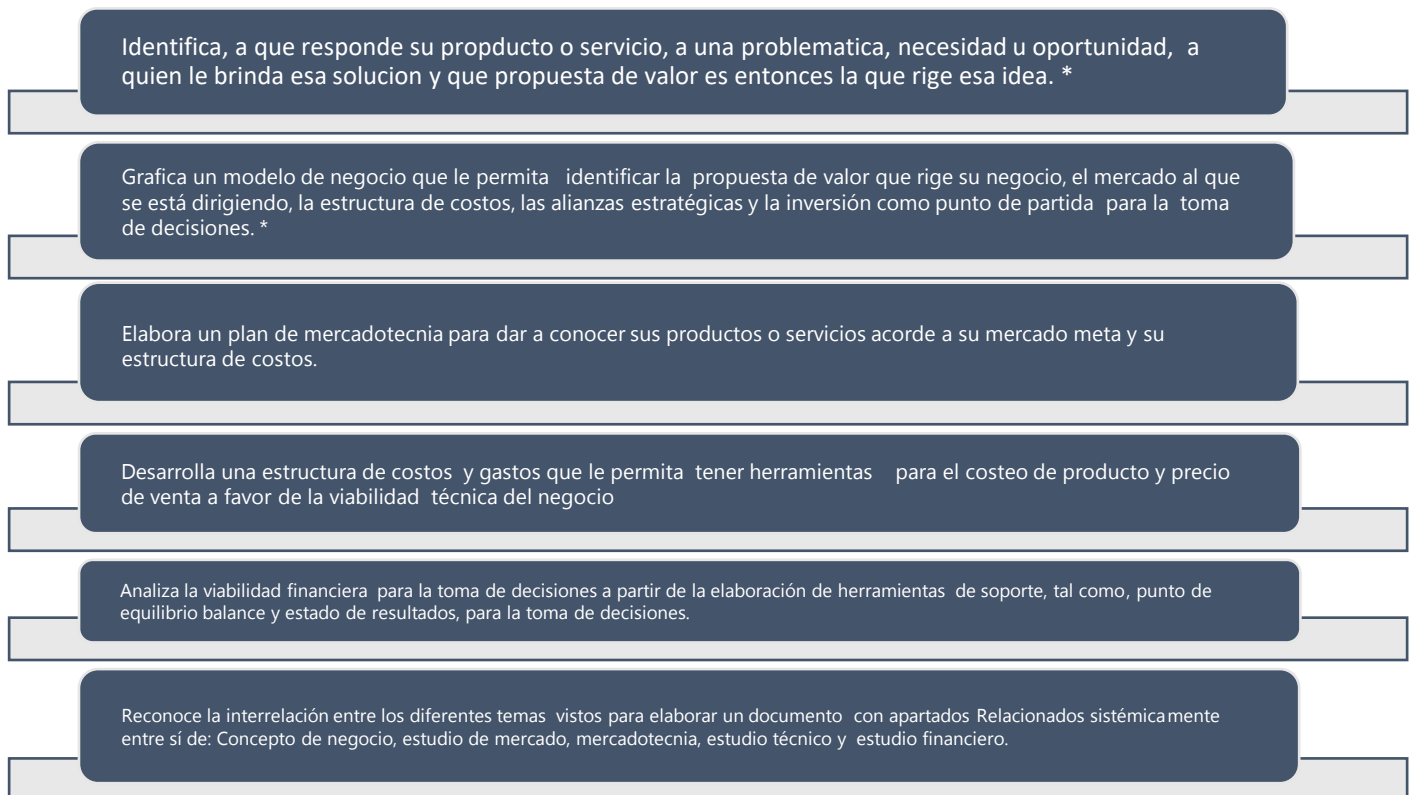 Identifica, a que responde su propducto o servicio, a una problematica, necesidad u oportunidad, a
quien le brinda esa solucion y que propuesta de valor es entonces la que rige esa idea. *
Grafica un modelo de negocio que le permita identificar la propuesta de valor que rige su negocio, el mercado al que
se está dirigiendo, la estructura de costos, las alianzas estratégicas y la inversión como punto de partida para la toma
de decisiones. *
Elabora un plan de mercadotecnia para dar a conocer sus productos o servicios acorde a su mercado meta y su
estructura de costos.
Desarrolla una estructura de costos y gastos que le permita tener herramientas para el costeo de producto y precio
de venta a favor de la viabilidad técnica del negocio
Analiza la viabilidad financiera para la toma de decisiones a partir de la elaboración de herramientas de soporte, tal como, punto de
equilibrio balance y estado de resultados, para la toma de decisiones.
Reconoce la interrelación entre los diferentes temas vistos para elaborar un documento con apartados Relacionados sistémicamente
entre sí de: Concepto de negocio, estudio de mercado, mercadotecnia, estudio técnico y estudio financiero.